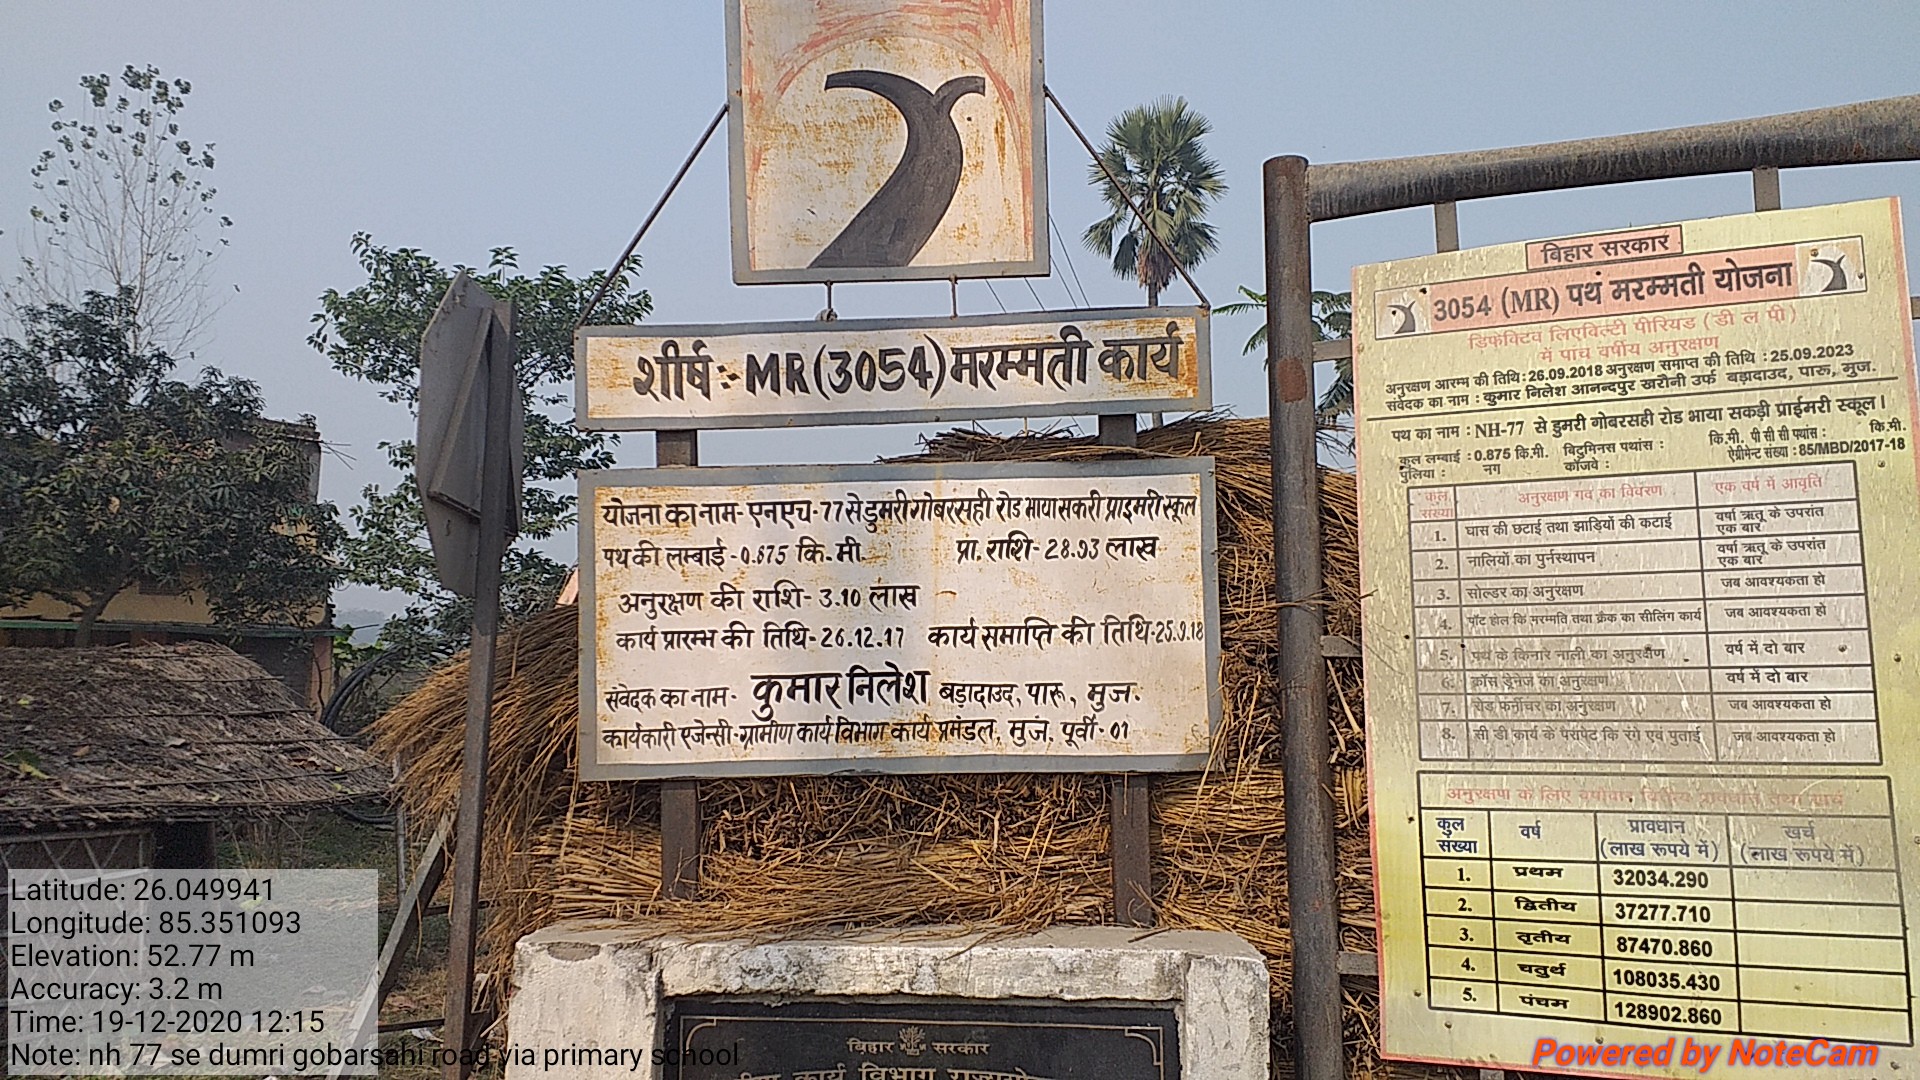 शीर्ष:- MR(3054) मरम्मती कार्य
योजना का नाम- एनएच-77 से डुमरी गोबरसही रोड भाया सकरी प्राइमरी स्कूल
पथ की लम्बाई -0.875 कि.मी. प्रा. राशि- 28.93 लाख
अनुरक्षण की राशि- 3.10 लाख
कार्य प्रारम्भ की तिथि- 26.12.17 कार्य समाप्ति की तिथि-25.9.18
संवेदक का नाम- कुमार निलेश बड़ादाउद, पारू, मुज.
कार्यकारी एजेन्सी-ग्रामीण कार्य विभाग कार्य प्रमंडल, मुज. पूर्वी- 01
बिहार सरकार
कार्य विभाग
बिहार सरकार
3054 (MR) पथ मरम्मती योजना
डिफेक्टिव लिएविल्टी पीरियड (डी ल पी)
में पाच वर्षीय अनुरक्षण
अनुरक्षण आरम्भ की तिथि : 26.09.2018 अनुरक्षण समाप्त की तिथि : 25.09.2023
संवेदक का नाम : कुमार निलेश आनन्दपुर खरौनी उर्फ बड़ादाउद, पारू, मुज.
पथ का नाम : NH-77 से डुमरी गोबरसही रोड भाया सकड़ी प्राईमरी स्कूल।
कुल लम्बाई : 0.875 कि.मी. बिटुमिनस पथांस : कि.मी. पी सी सी पथांस : कि.मी.
पुलिया : नग कॉजवे : ऐग्रीमेन्ट संख्या : 85/MBD/2017-18
कुल संख्या अनुरक्षण गव का विवरण एक वर्ष में आवृति
1. घास की छटाई तथा झाड़ियों की कटाई वर्षा ऋतू के उपरांत एक बार
2. नालियों का पुर्नस्थापन वर्षा ऋतू के उपरांत एक बार
3. सोल्डर का अनुरक्षण जब आवश्यकता हो
4. पॉट होल कि मरम्मति तथा क्रैक का सीलिंग कार्य जब आवश्यकता हो
5. पथ के किनारे नाली का अनुरक्षण वर्ष में दो बार
6. क्रॉस ड्रेनेज का अनुरक्षण वर्ष में दो बार
7. रोड फर्नीचर का अनुरक्षण जब आवश्यकता हो
8. सी डी कार्य के पेरापेट कि रंगे एवं पुताई जब आवश्यकता हो
अनुरक्षण के लिए वर्षवार वित्तिय प्रावधान तथा खर्च
कुल संख्या वर्ष प्रावधान (लाख रूपये में) खर्च (लाख रूपये में)
1. प्रथम 32034.290
2. द्वितीय 37277.710
3. तृतीय 87470.860
4. चतुर्थ 108035.430
5. पंचम 128902.860
Latitude: 26.049941
Longitude: 85.351093
Elevation: 52.77 m
Accuracy: 3.2 m
Time: 19-12-2020 12:15
Note: nh 77 se dumri gobarsahi road via primary school
Powered by NoteCam